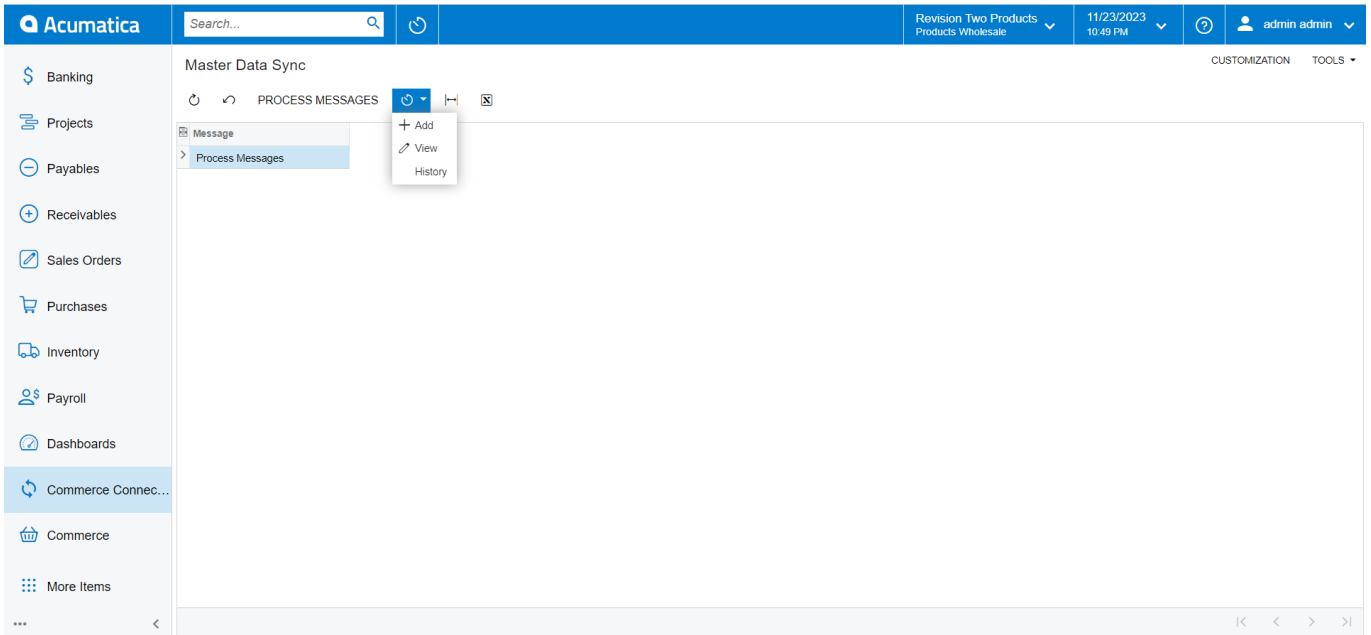 Acumatica
Search...
Revision Two Products
Products Wholesale
11/23/2023
10:49 PM
admin admin
Banking
Projects
Payables
Receivables
Sales Orders
Purchases
Inventory
Payroll
Dashboards
Commerce Connec...
Commerce
More Items
Master Data Sync
CUSTOMIZATION TOOLS
PROCESS MESSAGES
Message
Process Messages
Add
View
History